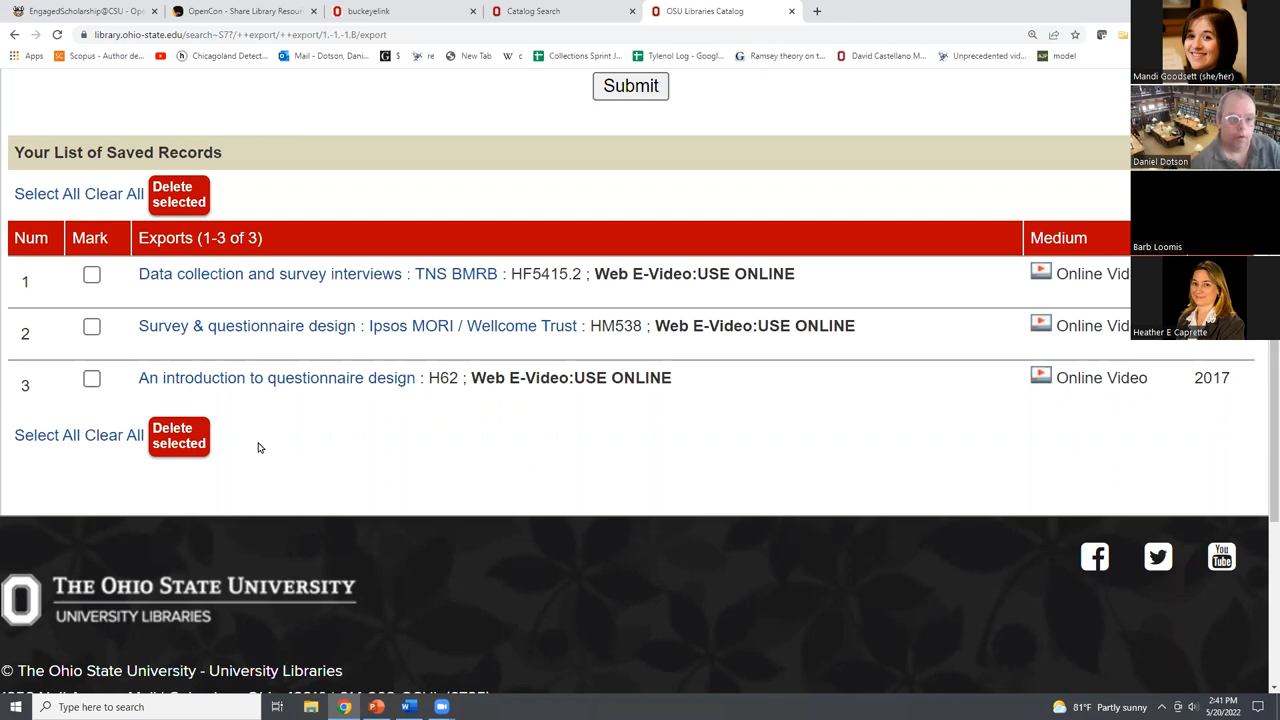 EngagedScholarship@CSU - Op
OpenCon - Share Library Resour
buckeyelink
Catalog Search
OSU Libraries Catalog
library.ohio-state.edu/search~S7?/++export/++export/1,-1,-1,B/export
Apps
Scopus - Author de...
Chicagoland Detect...
Mail - Dotson, Dani...
$
re
New Tab
c
Collections Sprint J...
Tylenol Log - Googl...
Ramsey theory on t...
David Castellano M...
Unprecedented vid...
model
Submit
Your List of Saved Records
Select All Clear All Delete selected
Num Mark Exports (1-3 of 3) Medium
1 Data collection and survey interviews : TNS BMRB : HF5415.2 ; Web E-Video:USE ONLINE Online Vid
2 Survey & questionnaire design : Ipsos MORI / Wellcome Trust : HM538 ; Web E-Video:USE ONLINE Online Vid
3 An introduction to questionnaire design : H62 ; Web E-Video:USE ONLINE Online Video 2017
Select All Clear All Delete selected
THE OHIO STATE UNIVERSITY
UNIVERSITY LIBRARIES
You
Tube
© The Ohio State University - University Libraries
Mandi Goodsett (she/her)
Daniel Dotson
Barb Loomis
Heather E Caprette
Type here to search
81°F Partly sunny
2:41 PM
5/20/2022